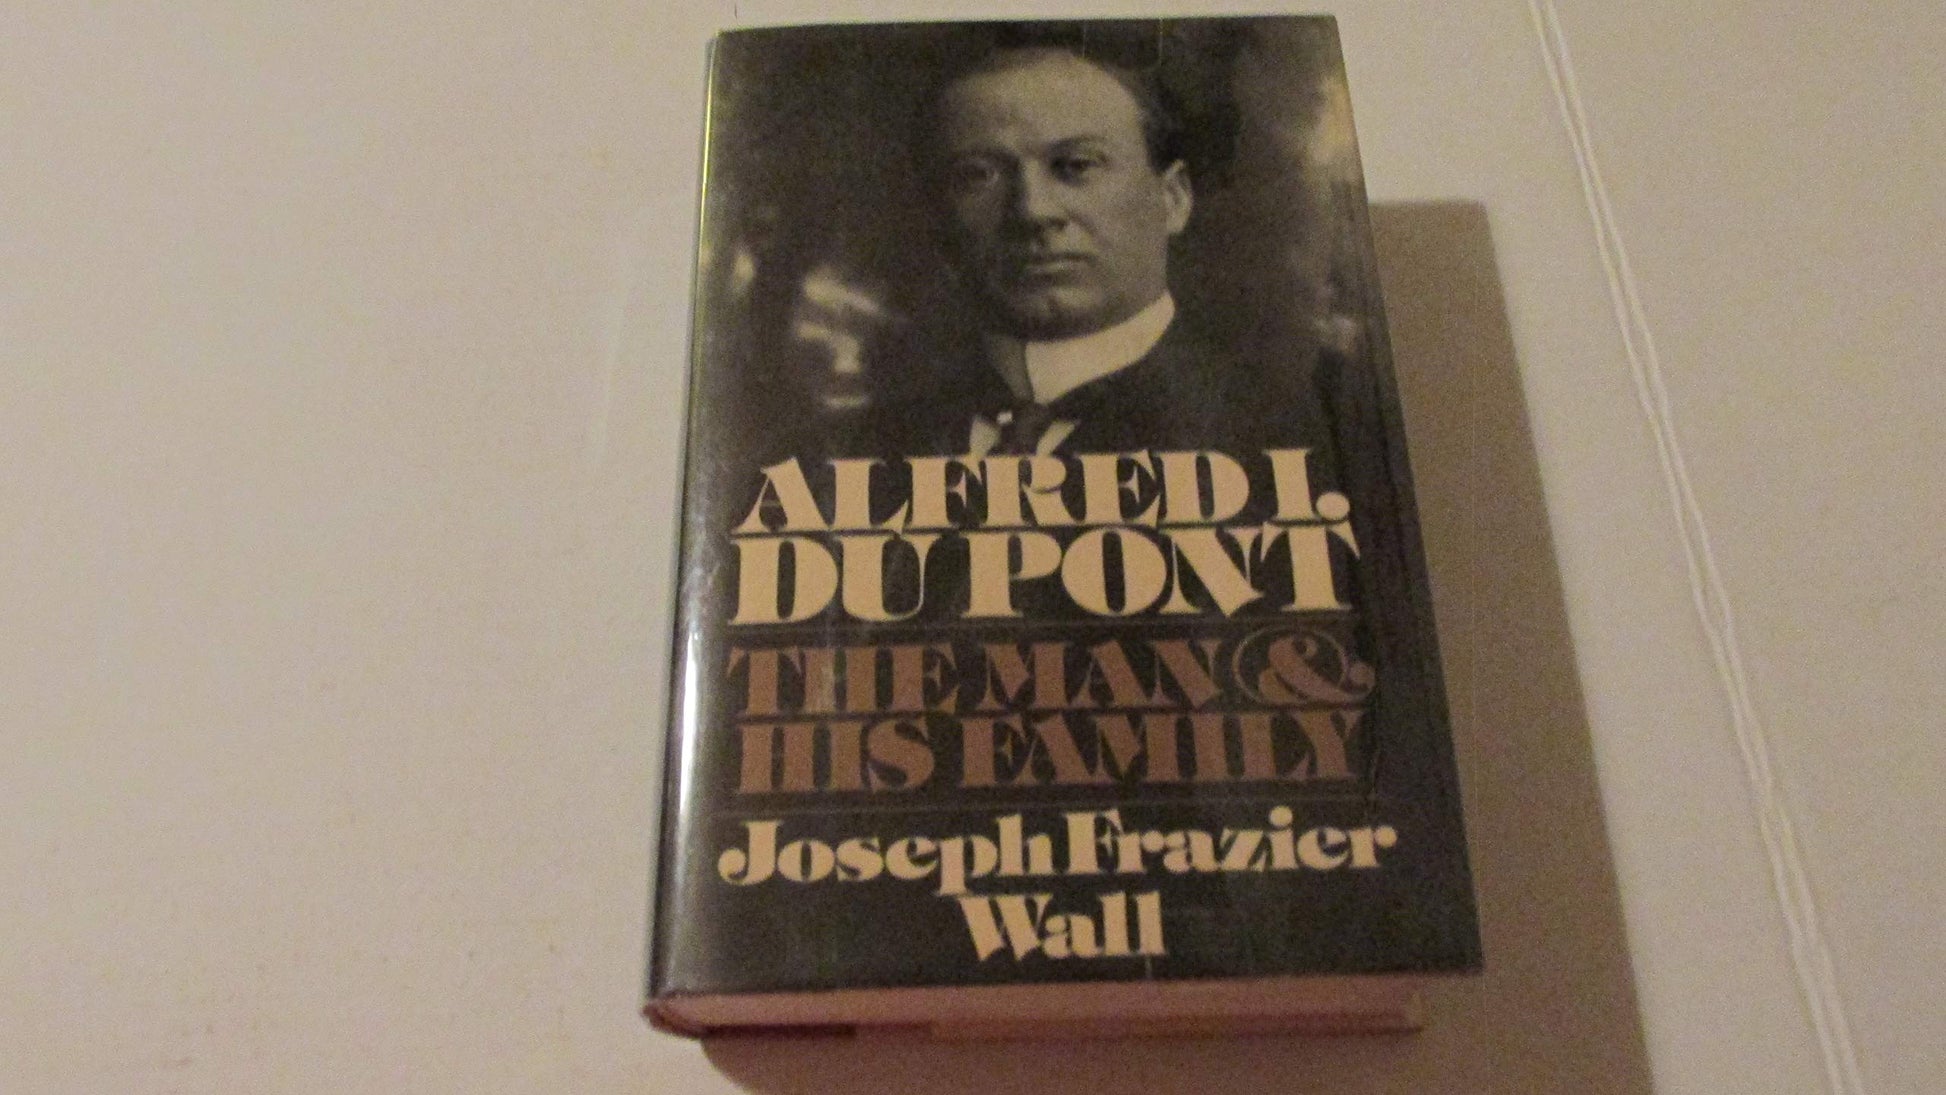 ALFRED I.
DU PONT
THE MAN &
HIS FAMILY
Joseph Frazier
Wall